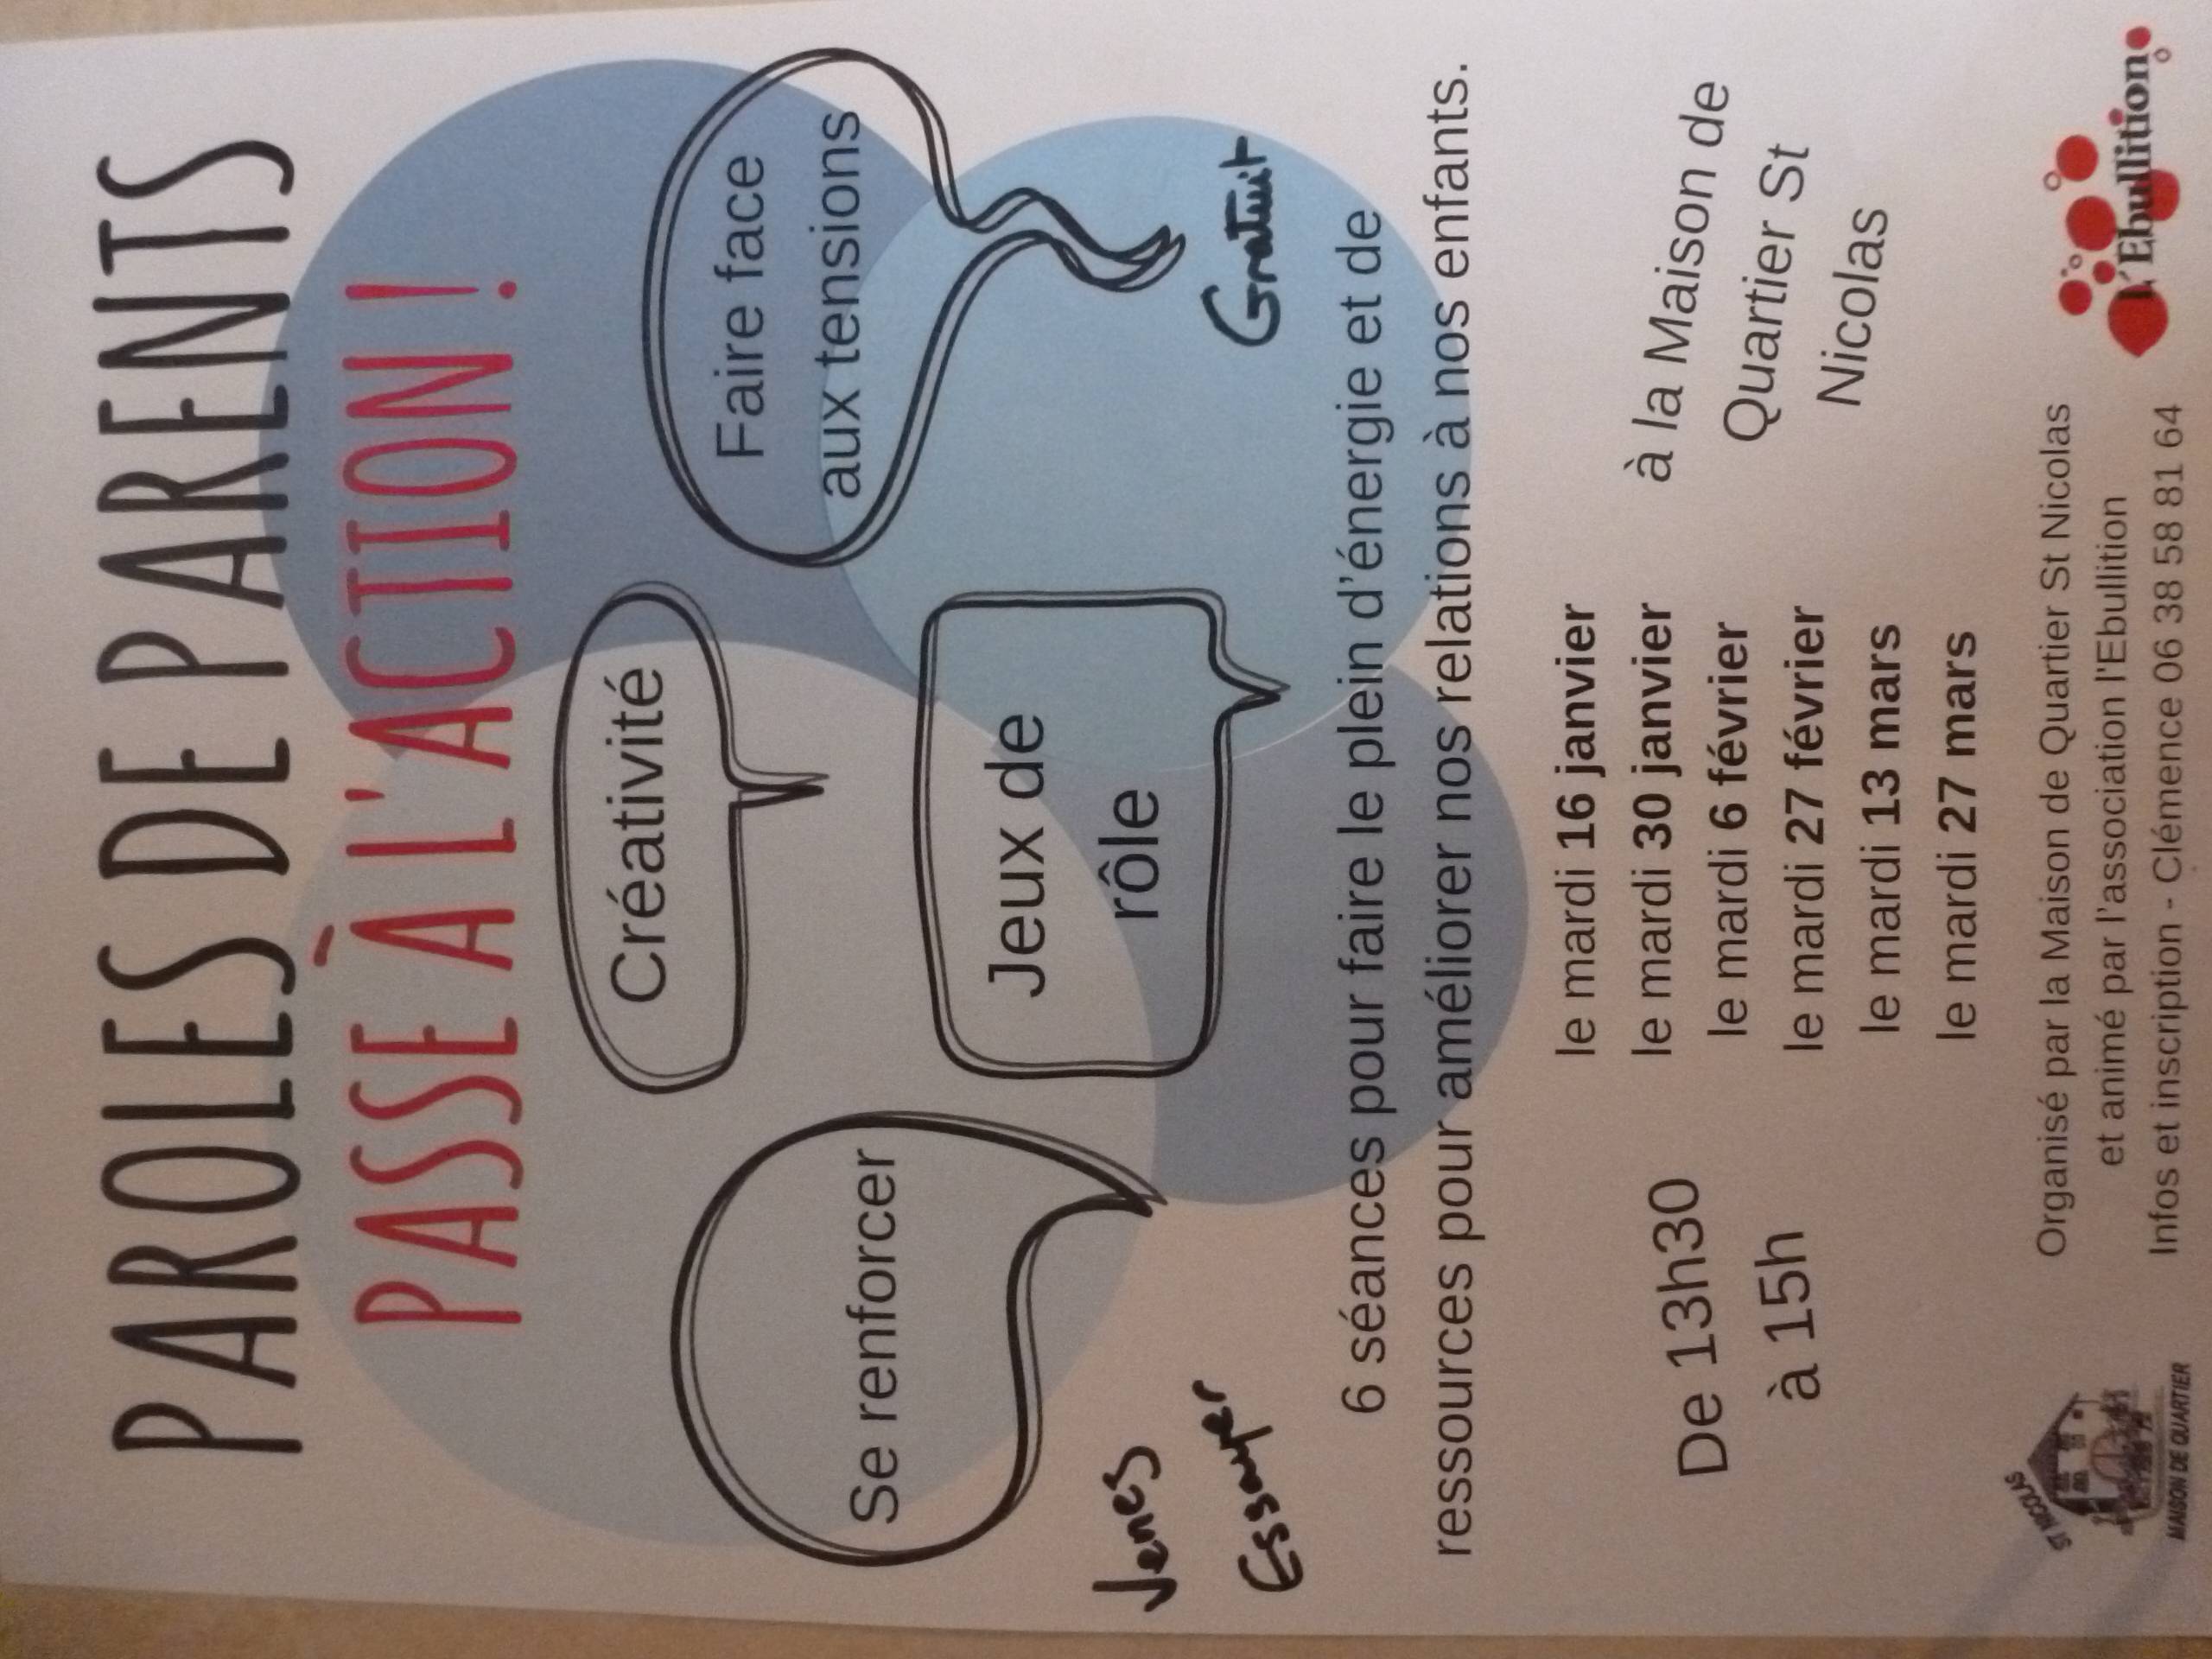 PAROLES DE PARENTS
PASSE À L'ACTION !
Créativité
Se renforcer
Faire face
aux tensions
Jeux de
rôle
Venez
Essayer
Gratuit
6 séances pour faire le plein d'énergie et de
ressources pour améliorer nos relations à nos enfants.
De 13h30
à 15h
le mardi 16 janvier
le mardi 30 janvier
le mardi 6 février
le mardi 27 février
le mardi 13 mars
le mardi 27 mars
à la Maison de
Quartier St
Nicolas
ST NICOLAS
MAISON DE QUARTIER
Organisé par la Maison de Quartier St Nicolas
et animé par l'association l'Ebullition
Infos et inscription - Clémence 06 38 58 81 64
L'Ebullition